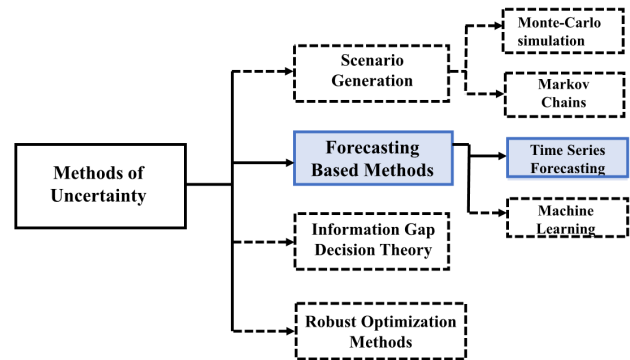 Methods of
Uncertainty
Scenario
Generation
Monte-Carlo
simulation
Markov
Chains
Forecasting
Based Methods
Time Series
Forecasting
Machine
Learning
Information Gap
Decision Theory
Robust Optimization
Methods